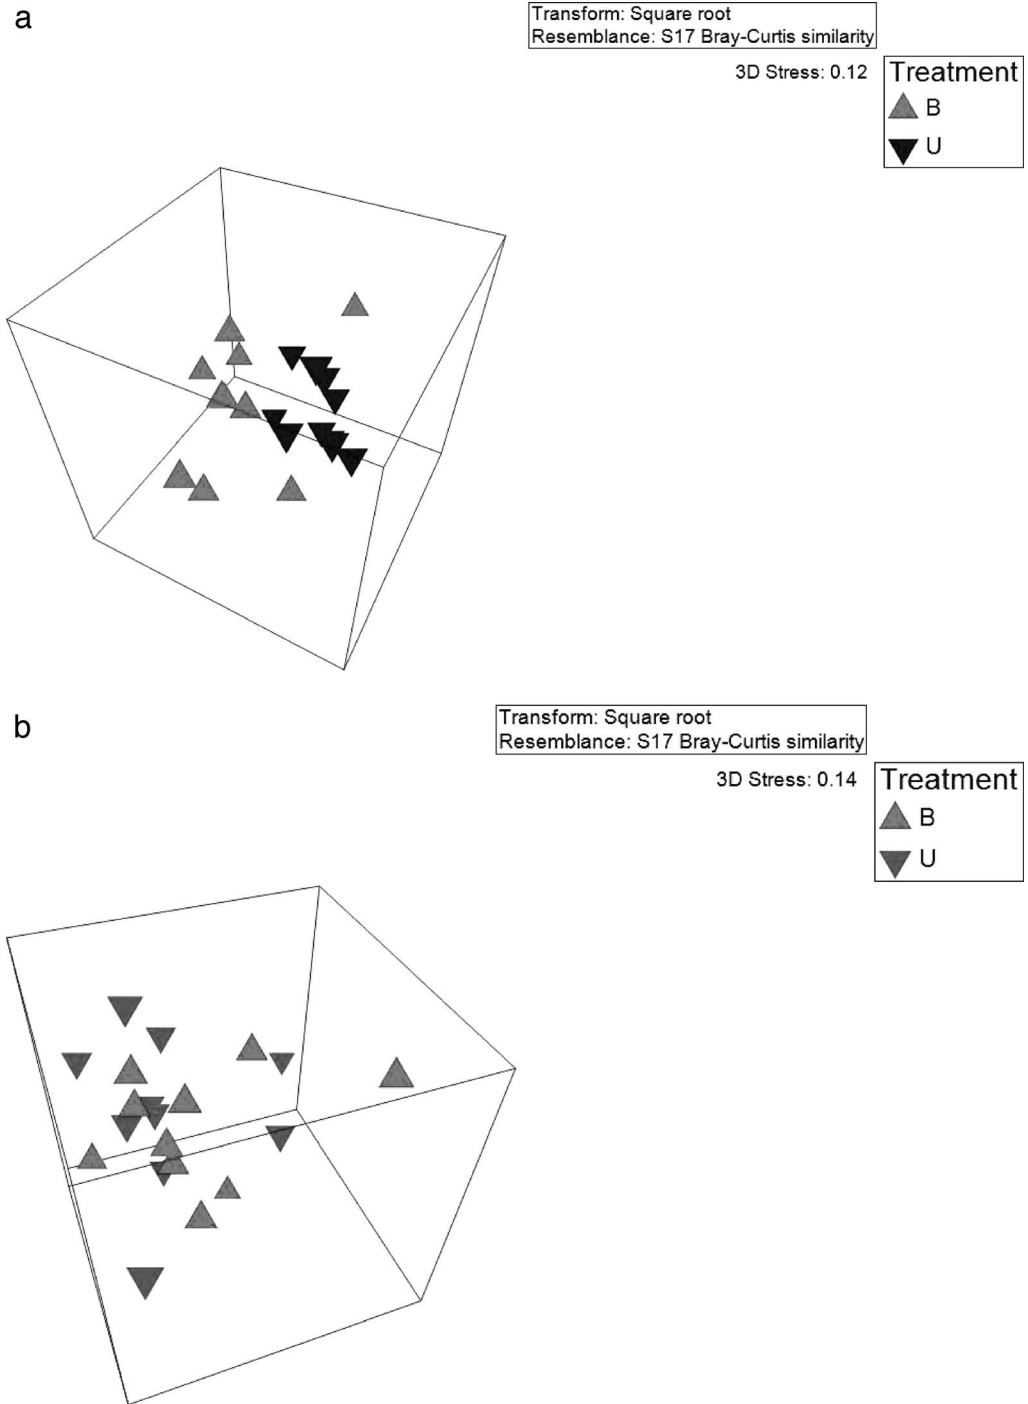 a
Transform: Square root
Resemblance: S17 Bray-Curtis similarity
3D Stress: 0.12
Treatment
B
U
b
Transform: Square root
Resemblance: S17 Bray-Curtis similarity
3D Stress: 0.14
Treatment
B
U